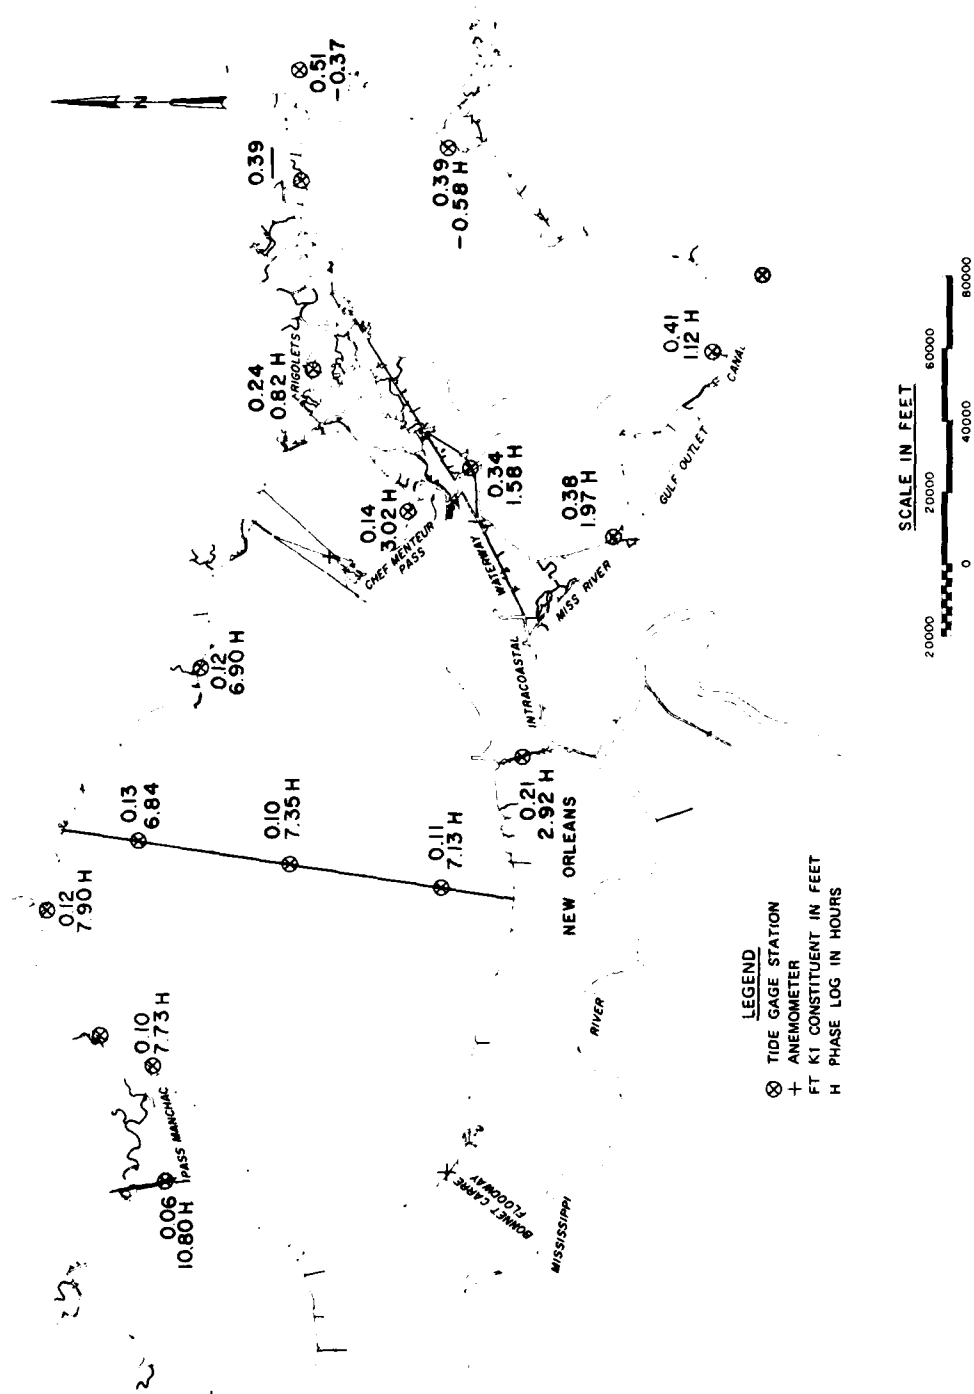 N
0.51
-0.37
0.39
0.39
-0.58 H
0.24
0.82 H
RIGOLETS
0.14
3.02 H
CHEF MENTEUR
PASS
0.34
1.58 H
0.41
1.12 H
CANAL
GULF OUTLET
0.38
1.97 H
MISS RIVER
WATERWAY
INTRACOASTAL
0.12
6.90 H
0.13
6.84
0.10
7.35 H
0.11
7.13 H
0.21
2.92 H
NEW ORLEANS
0.12
7.90 H
0.10
7.73 H
PASS MANCHAC
0.06
10.80 H
BONNET CARRE
FLOODWAY
MISSISSIPPI
RIVER
LEGEND
⊗ TIDE GAGE STATION
+ ANEMOMETER
FT K1 CONSTITUENT IN FEET
H PHASE LOG IN HOURS
SCALE IN FEET
20000 0 20000 40000 60000 80000